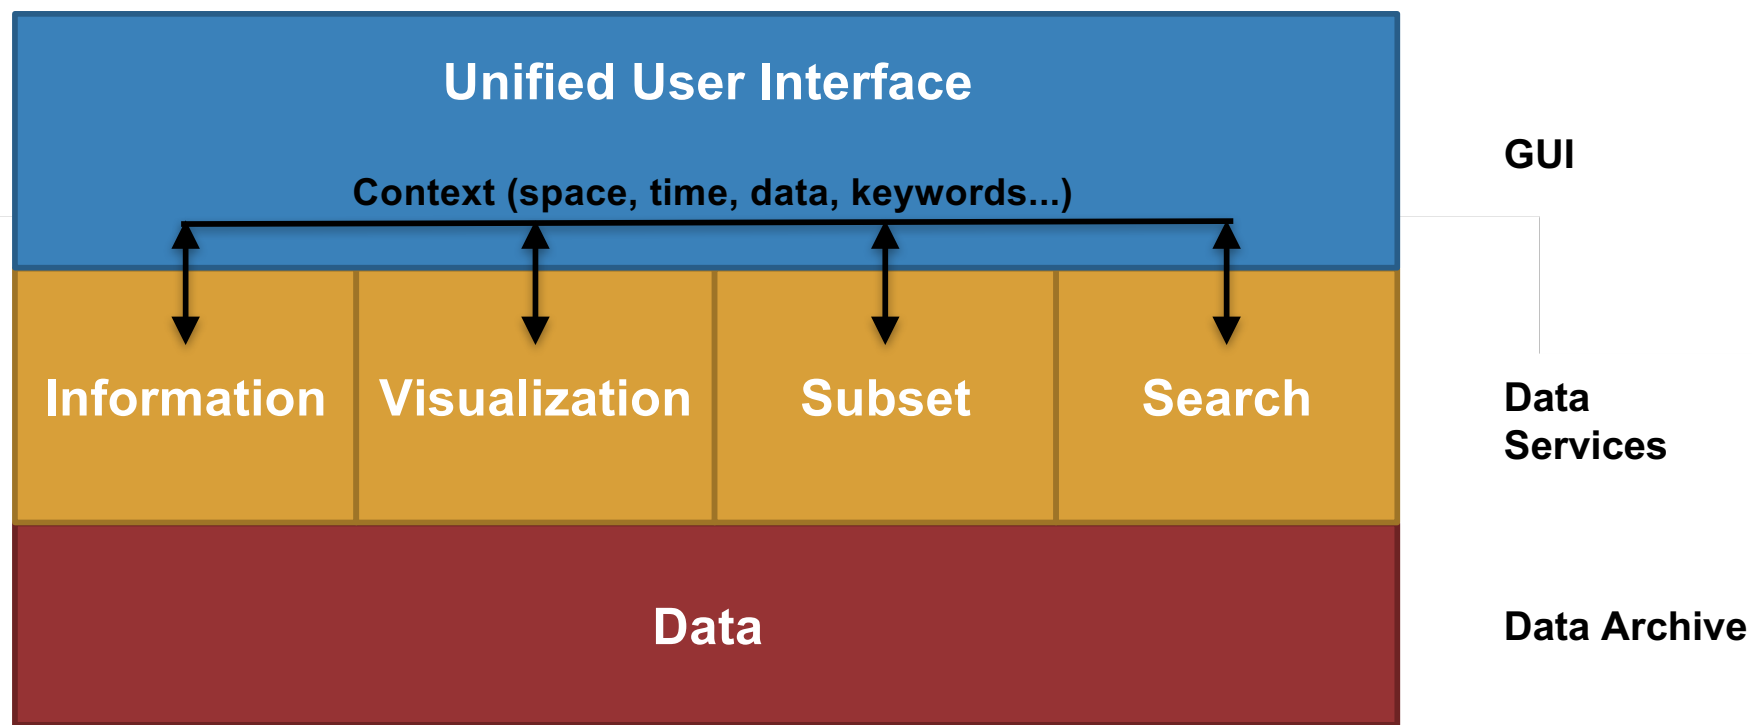 Unified User Interface
GUI
Context (space, time, data, keywords...)
Information
Visualization
Subset
Search
Data
Services
Data
Data Archive